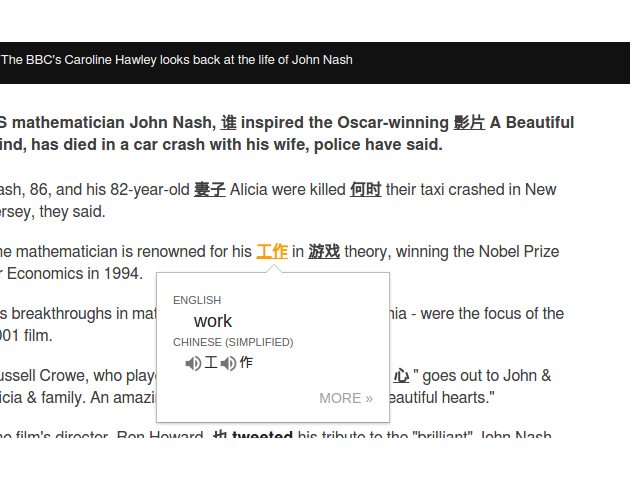 The BBC's Caroline Hawley looks back at the life of John Nash
S mathematician John Nash, 谁 inspired the Oscar-winning 影片 A Beautiful
ind, has died in a car crash with his wife, police have said.
ash, 86, and his 82-year-old 妻子 Alicia were killed 何时 their taxi crashed in New
ersey, they said.
he mathematician is renowned for his 工作 in 游戏 theory, winning the Nobel Prize
r Economics in 1994.
ENGLISH
work
CHINESE (SIMPLIFIED)
工 作
MORE »
s breakthroughs in mat nia - were the focus of the
001 film.
ussell Crowe, who play 心 " goes out to John &
icia & family. An amazi eautiful hearts."
he film's director, Ron Howard, 也 tweeted his tribute to the "brilliant" John Nash